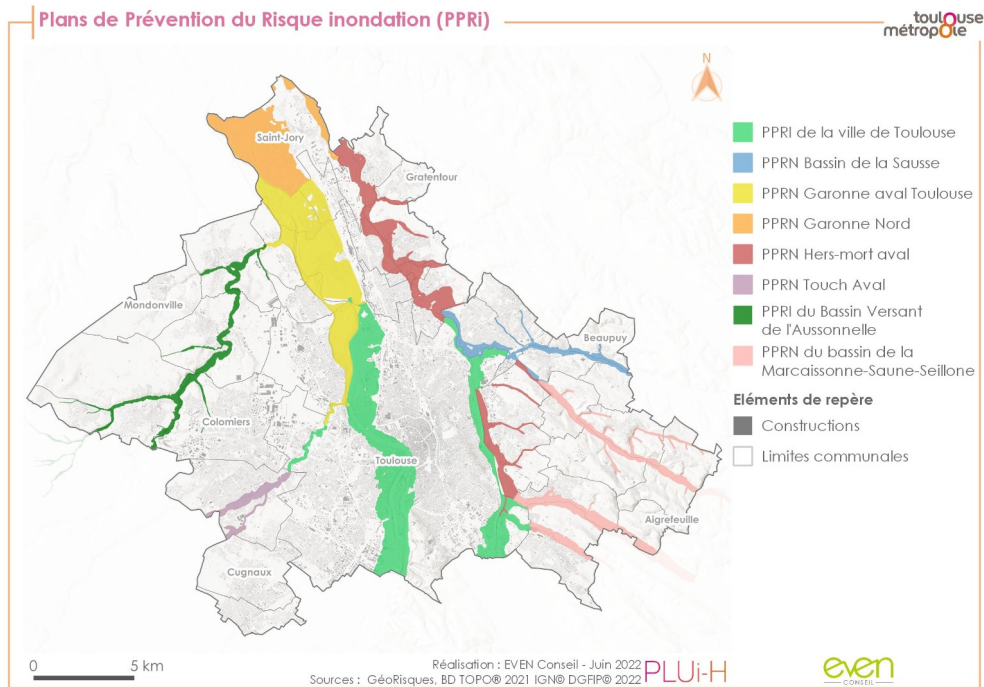 Plans de Prévention du Risque inondation (PPRi)
toulouse
métropole
N
Saint-Jory
Gratentour
Mondonville
Beaupuy
Colomiers
Toulouse
Aigrefeuille
Cugnaux
PPRI de la ville de Toulouse
PPRN Bassin de la Sausse
PPRN Garonne aval Toulouse
PPRN Garonne Nord
PPRN Hers-mort aval
PPRN Touch Aval
PPRI du Bassin Versant
de l'Aussonnelle
PPRN du bassin de la
Marcaissonne-Saune-Seillone
Eléments de repère
Constructions
Limites communales
0 5 km
Réalisation : EVEN Conseil - Juin 2022
Sources : GéoRisques, BD TOPO® 2021 IGN© DGFIP© 2022
PLUi-H
even
CONSEIL